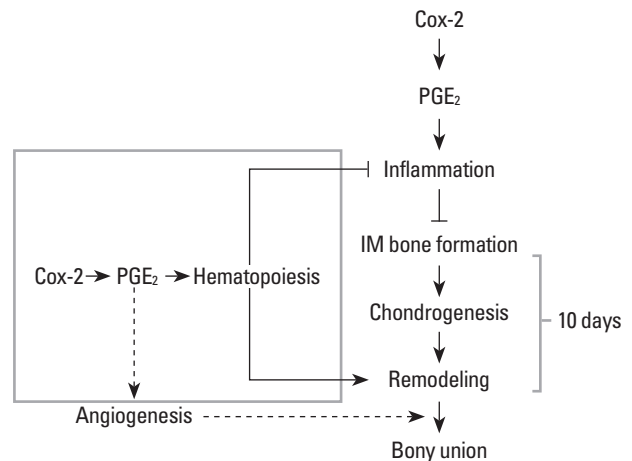 Cox-2
PGE₂
Inflammation
IM bone formation
Cox-2 PGE₂ Hematopoiesis
Chondrogenesis
10 days
Remodeling
Angiogenesis
Bony union